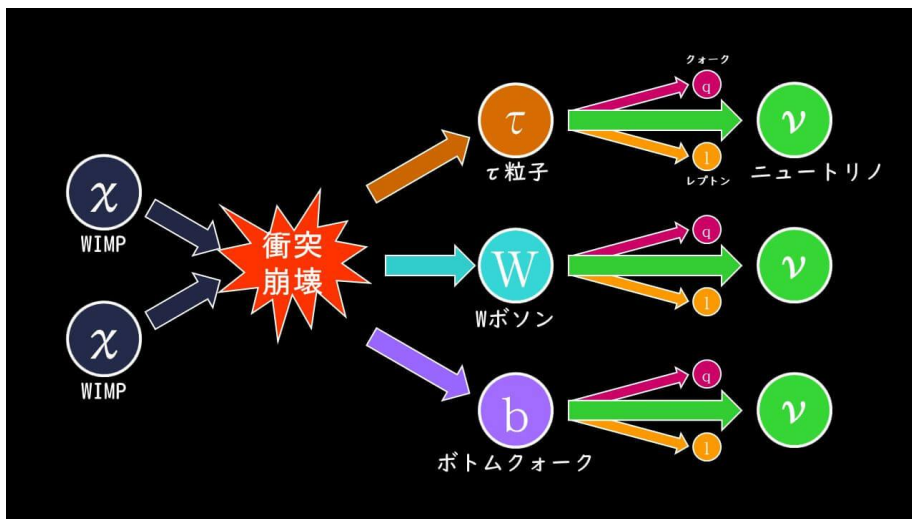 χ
WIMP
χ
WIMP
衝突
崩壊
τ
τ粒子
クォーク
q
l
レプトン
ν
ニュートリノ
W
Wボソン
q
l
ν
b
ボトムクォーク
q
l
ν